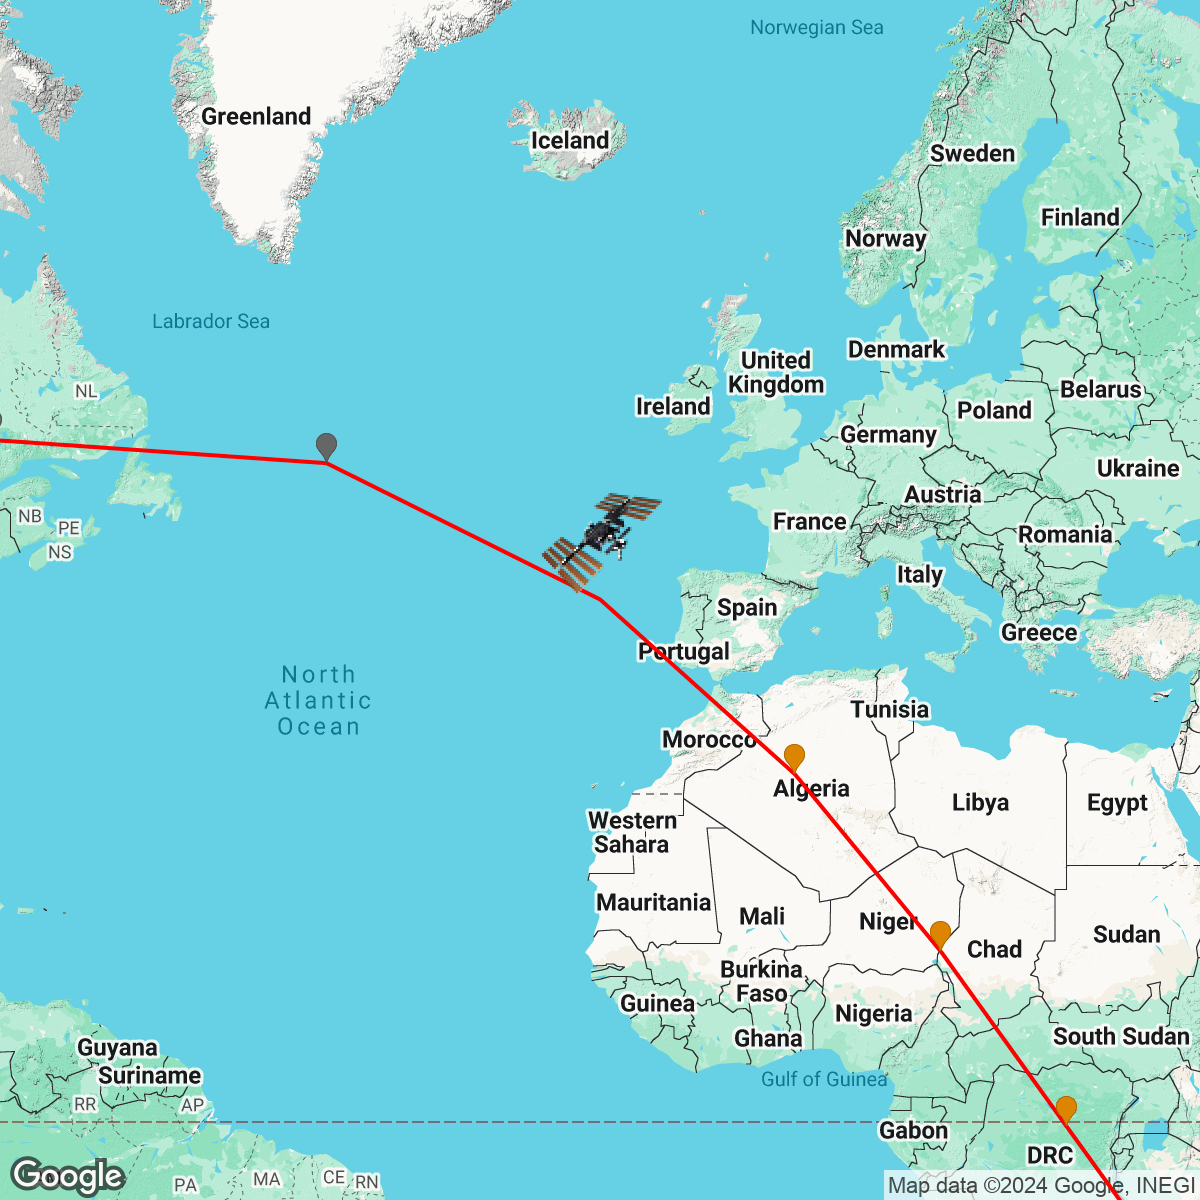 Norwegian Sea
Greenland
Iceland
Sweden
Finland
Norway
Labrador Sea
Denmark
United
Kingdom
NL
Belarus
Ireland
Poland
Germany
Ukraine
Austria
NB
PE
France
Romania
NS
Italy
Spain
Greece
Portugal
North
Atlantic
Ocean
Tunisia
Morocco
Algeria
Libya
Egypt
Western
Sahara
Mauritania
Mali
Niger
Chad
Sudan
Burkina
Faso
Guinea
Nigeria
Ghana
South Sudan
Guyana
Suriname
Gulf of Guinea
RR
AP
Gabon
DRC
Google
PA
MA
CE
RN
Map data ©2024 Google, INEGI